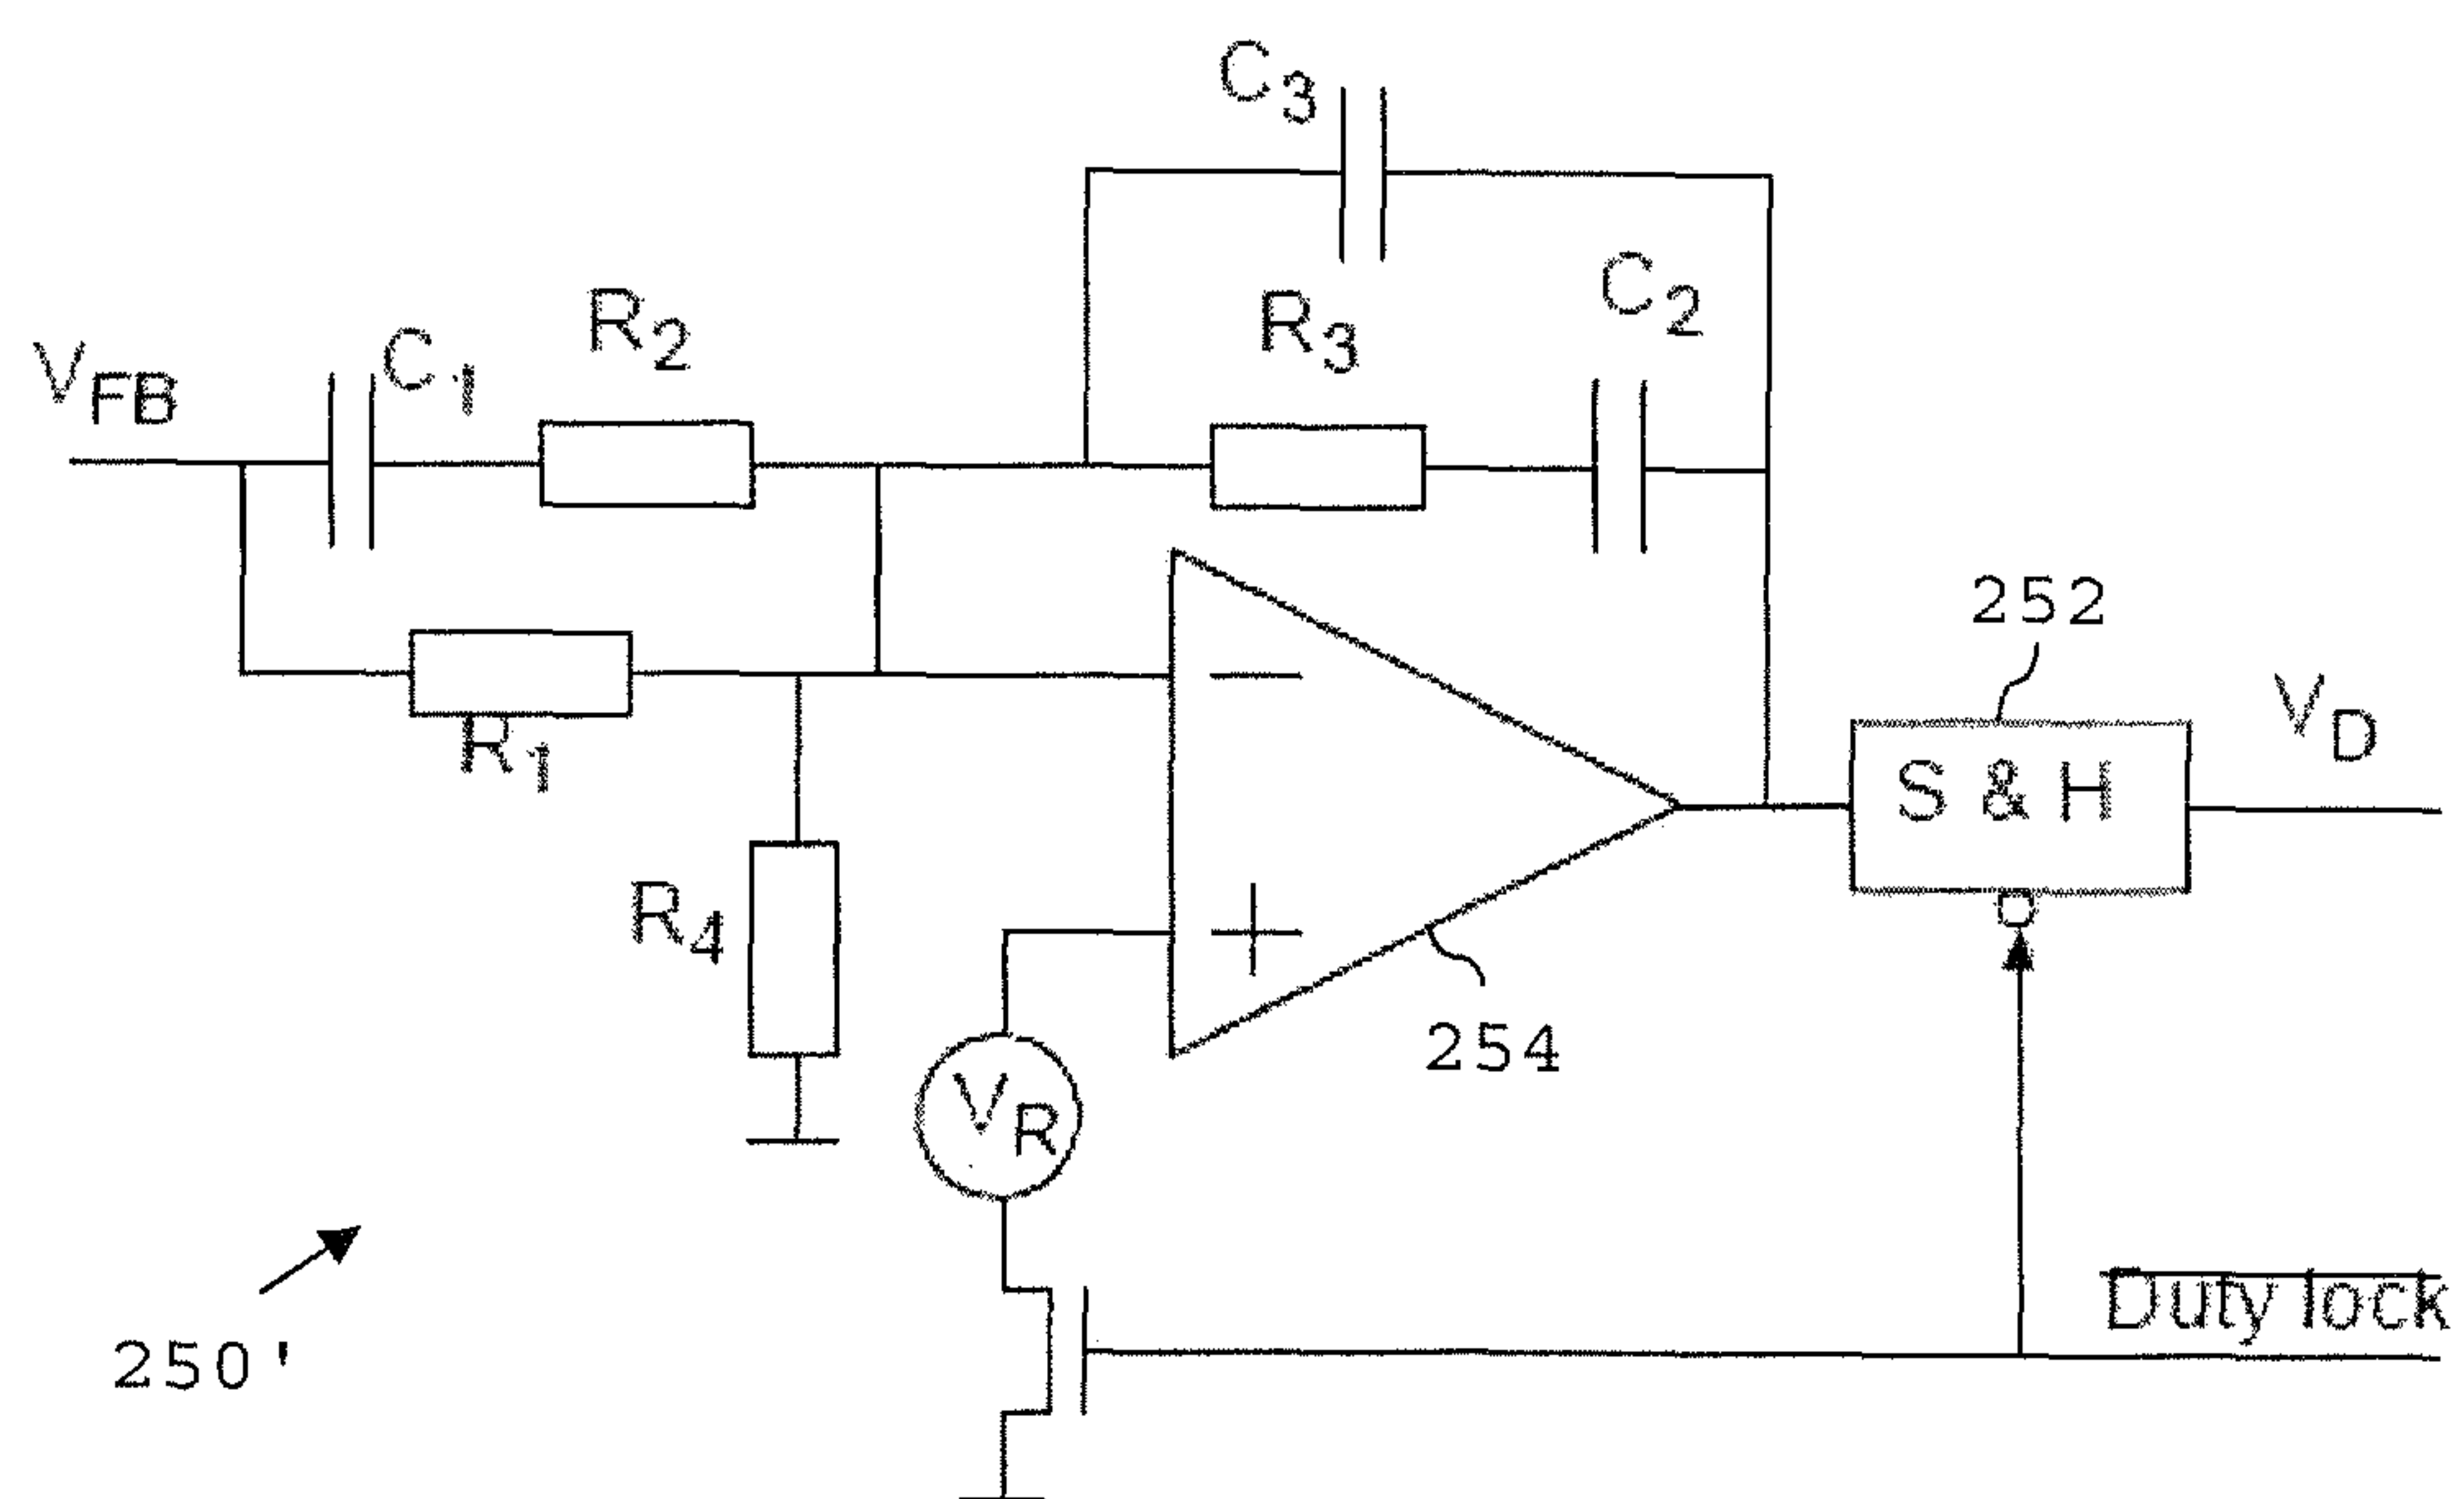 C3
C2
R3
R2
C1
VFB
252
VD
R1
S & H
−
R4
+
254
VR
Duty lock
250'